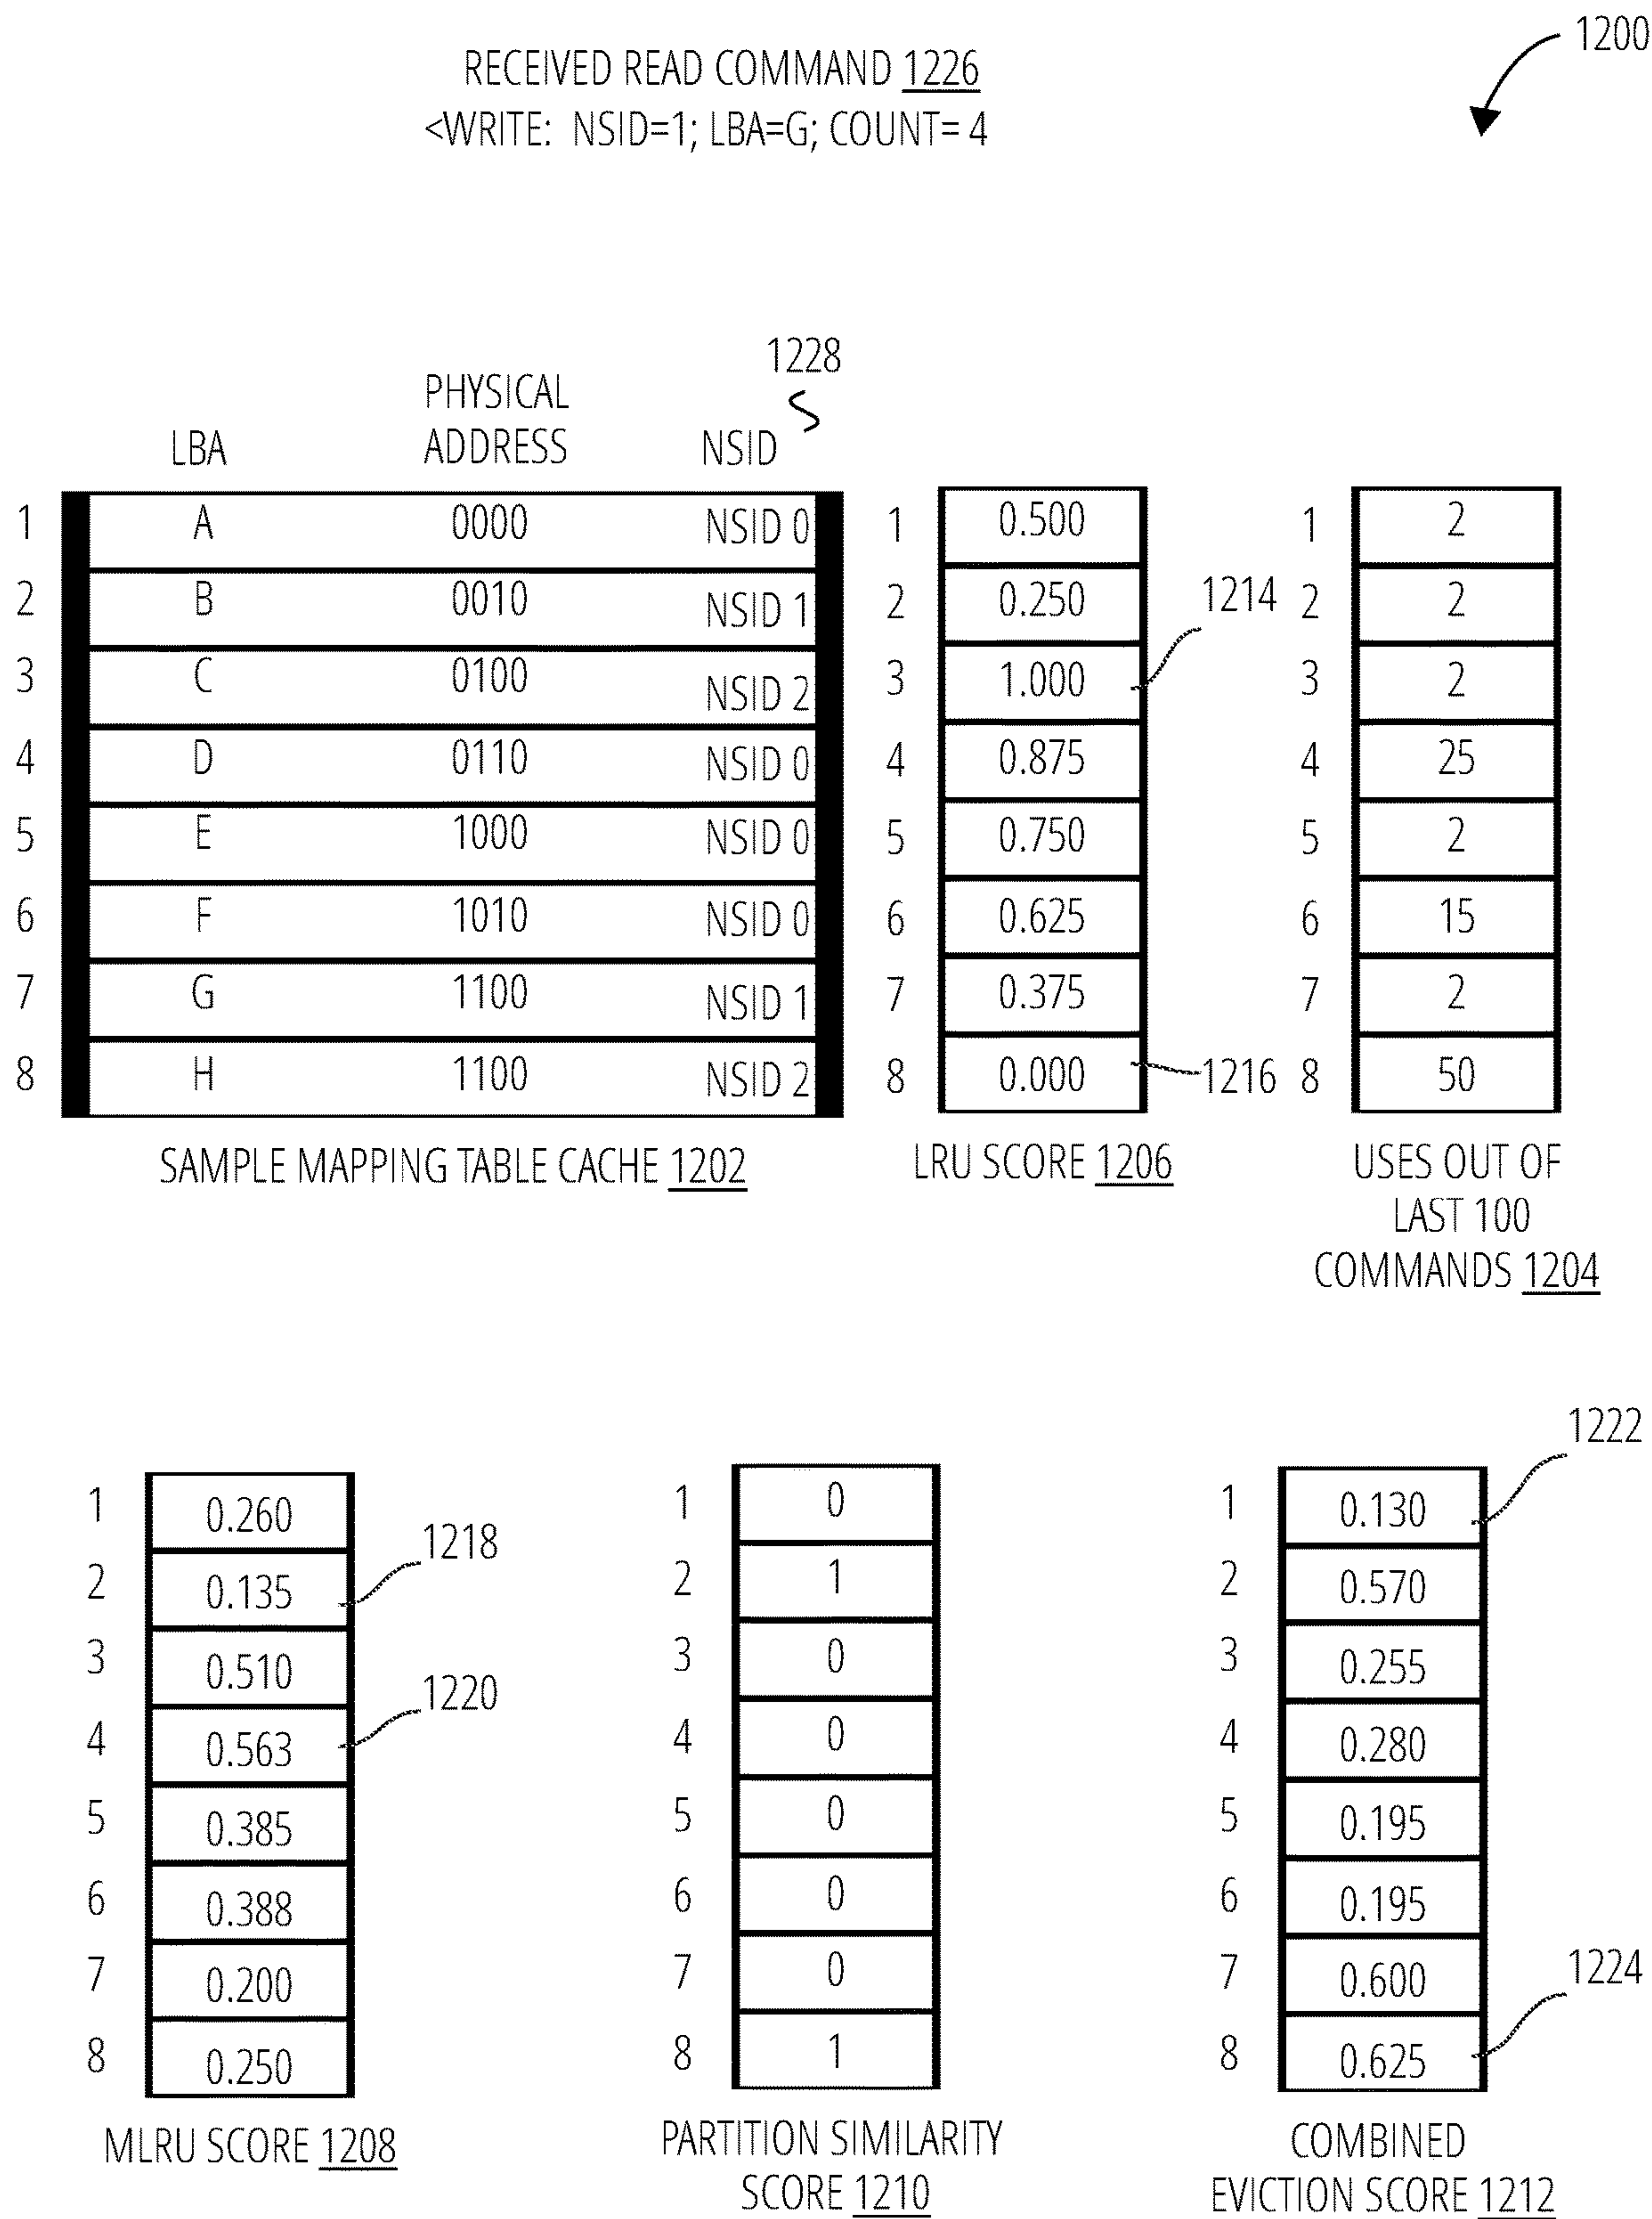 1200
RECEIVED READ COMMAND 1226
<WRITE: NSID=1; LBA=G; COUNT= 4
1228
LBA PHYSICAL ADDRESS NSID
1 A 0000 NSID 0
2 B 0010 NSID 1
3 C 0100 NSID 2
4 D 0110 NSID 0
5 E 1000 NSID 0
6 F 1010 NSID 0
7 G 1100 NSID 1
8 H 1100 NSID 2
SAMPLE MAPPING TABLE CACHE 1202
1 0.500
2 0.250
3 1.000
4 0.875
5 0.750
6 0.625
7 0.375
8 0.000
1214
1216
LRU SCORE 1206
1 2
2 2
3 2
4 25
5 2
6 15
7 2
8 50
USES OUT OF
LAST 100
COMMANDS 1204
1 0.260
2 0.135
3 0.510
4 0.563
5 0.385
6 0.388
7 0.200
8 0.250
1218
1220
MLRU SCORE 1208
1 0
2 1
3 0
4 0
5 0
6 0
7 0
8 1
PARTITION SIMILARITY
SCORE 1210
1222
1 0.130
2 0.570
3 0.255
4 0.280
5 0.195
6 0.195
7 0.600
8 0.625
1224
COMBINED
EVICTION SCORE 1212